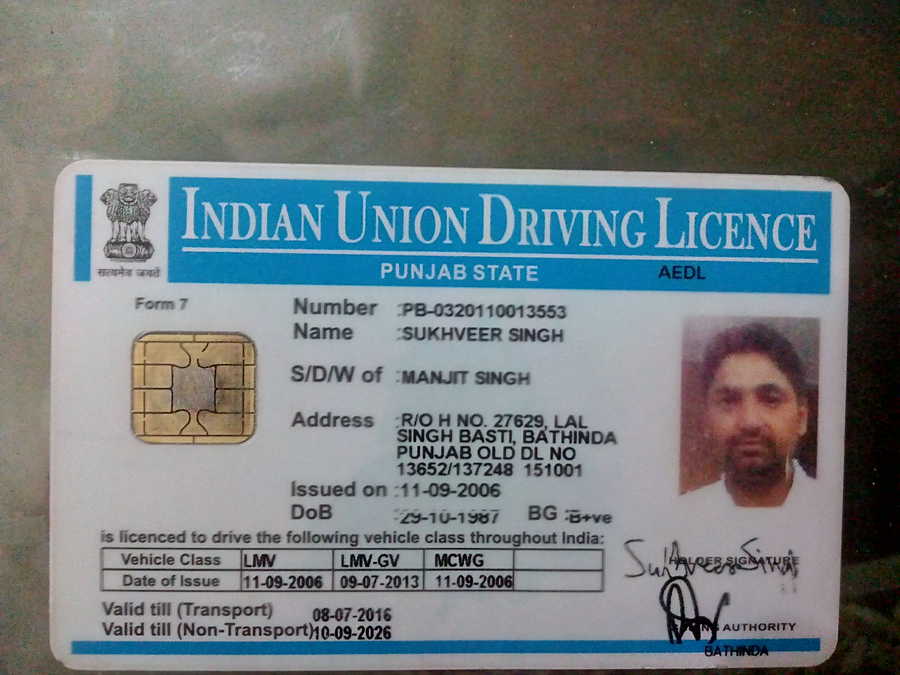 INDIAN UNION DRIVING LICENCE
सत्यमेव जयते
PUNJAB STATE AEDL
Form 7
Number :PB-0320110013553
Name :SUKHVEER SINGH
S/D/W of :MANJIT SINGH
Address :R/O H NO. 27629, LAL
SINGH BASTI, BATHINDA
PUNJAB OLD DL NO
13652/137248 151001
Issued on :11-09-2006
DoB :29-10-1987 BG :B+ve
is licenced to drive the following vehicle class throughout India:
Vehicle Class LMV LMV-GV MCWG
Date of Issue 11-09-2006 09-07-2013 11-09-2006
Sukhveer Singh
HOLDER SIGNATURE
Valid till (Transport) 08-07-2016
Valid till (Non-Transport) 10-09-2026
AUTHORITY
BATHINDA